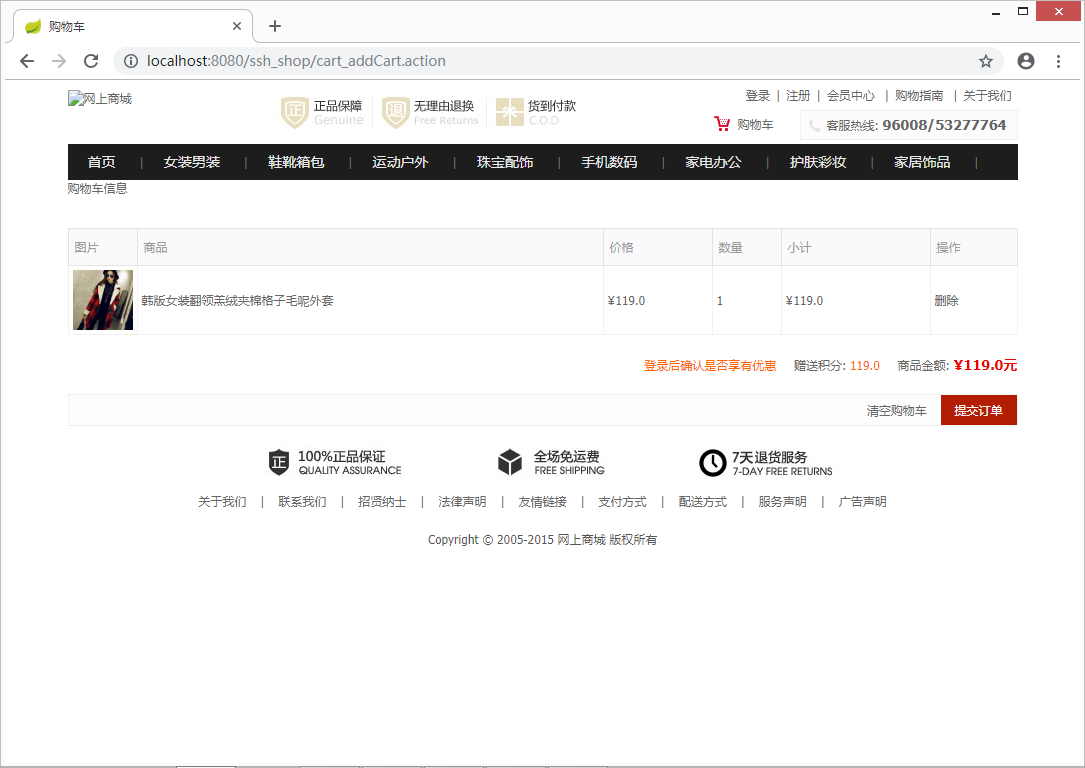 购物车
localhost:8080/ssh_shop/cart_addCart.action
网上商城
正品保障
Genuine
无理由退换
Free Returns
货到付款
C.O.D
登录 | 注册 | 会员中心 | 购物指南 | 关于我们
购物车
客服热线: 96008/53277764
首页 | 女装男装 | 鞋靴箱包 | 运动户外 | 珠宝配饰 | 手机数码 | 家电办公 | 护肤彩妆 | 家居饰品 |
购物车信息
图片 商品 价格 数量 小计 操作
韩版女装翻领羔绒夹棉格子毛呢外套 ¥119.0 1 ¥119.0 删除
登录后确认是否享有优惠 赠送积分: 119.0 商品金额: ¥119.0元
清空购物车 提交订单
100%正品保证
QUALITY ASSURANCE
全场免运费
FREE SHIPPING
7天退货服务
7-DAY FREE RETURNS
关于我们 | 联系我们 | 招贤纳士 | 法律声明 | 友情链接 | 支付方式 | 配送方式 | 服务声明 | 广告声明
Copyright © 2005-2015 网上商城 版权所有